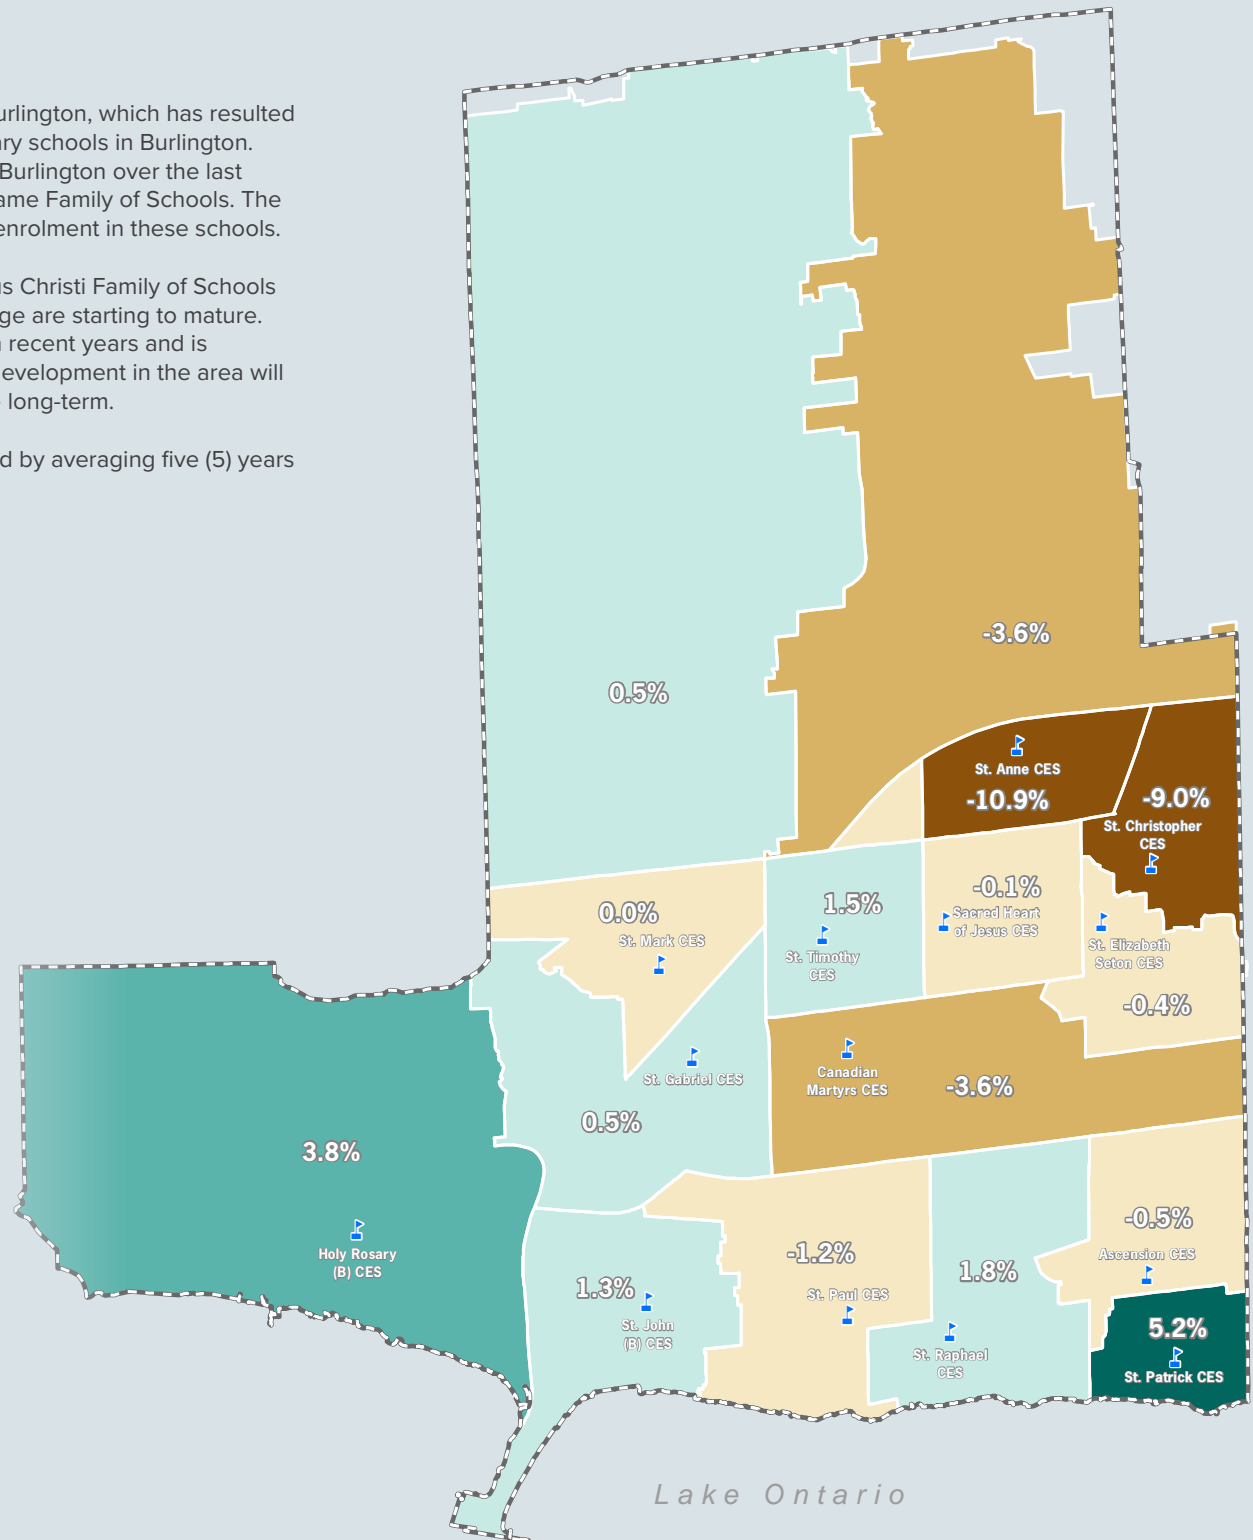 urlington, which has resulted
ary schools in Burlington.
Burlington over the last
ame Family of Schools. The
enrolment in these schools.
us Christi Family of Schools
ge are starting to mature.
n recent years and is
evelopment in the area will
e long-term.
d by averaging five (5) years
-3.6%
0.5%
St. Anne CES
-10.9%
-9.0%
St. Christopher
CES
0.0%
St. Mark CES
1.5%
St. Timothy
CES
-0.1%
Sacred Heart
of Jesus CES
St. Elizabeth
Seton CES
-0.4%
St. Gabriel CES
0.5%
Canadian
Martyrs CES
-3.6%
3.8%
Holy Rosary
(B) CES
1.3%
St. John
(B) CES
-1.2%
St. Paul CES
1.8%
St. Raphael
CES
-0.5%
Ascension CES
5.2%
St. Patrick CES
Lake Ontario